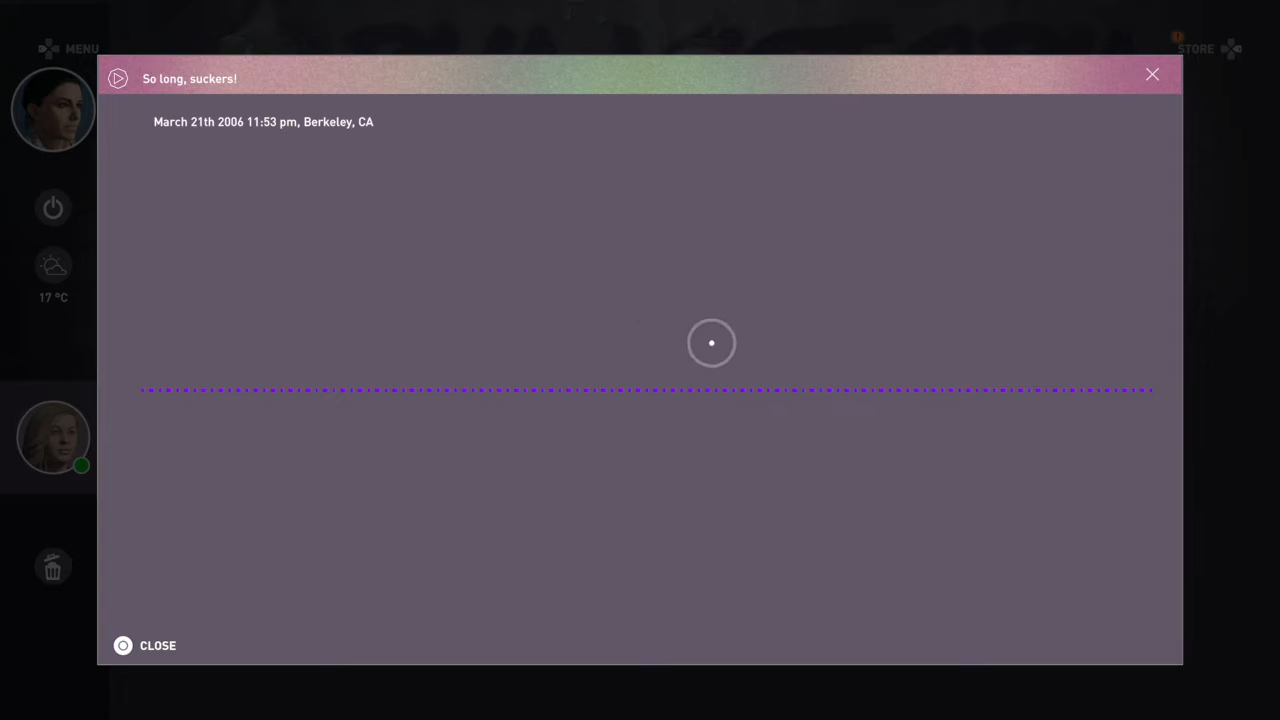 MENU
STORE
So long, suckers!
March 21th 2006 11:53 pm, Berkeley, CA
17 °C
CLOSE